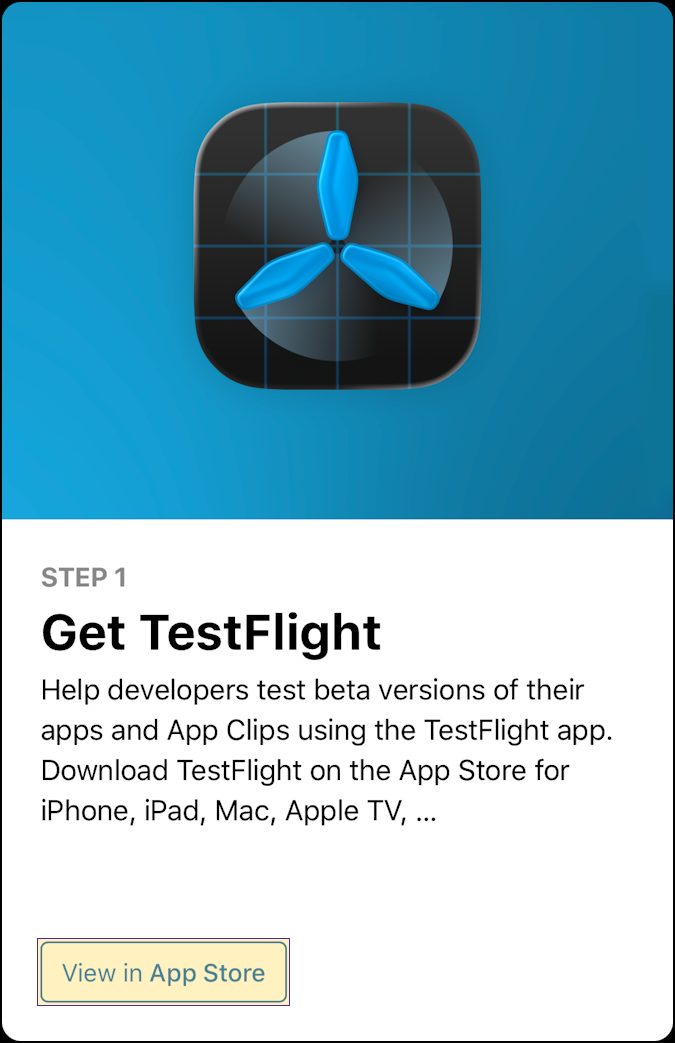 STEP 1
Get TestFlight
Help developers test beta versions of their
apps and App Clips using the TestFlight app.
Download TestFlight on the App Store for
iPhone, iPad, Mac, Apple TV, ...
View in App Store